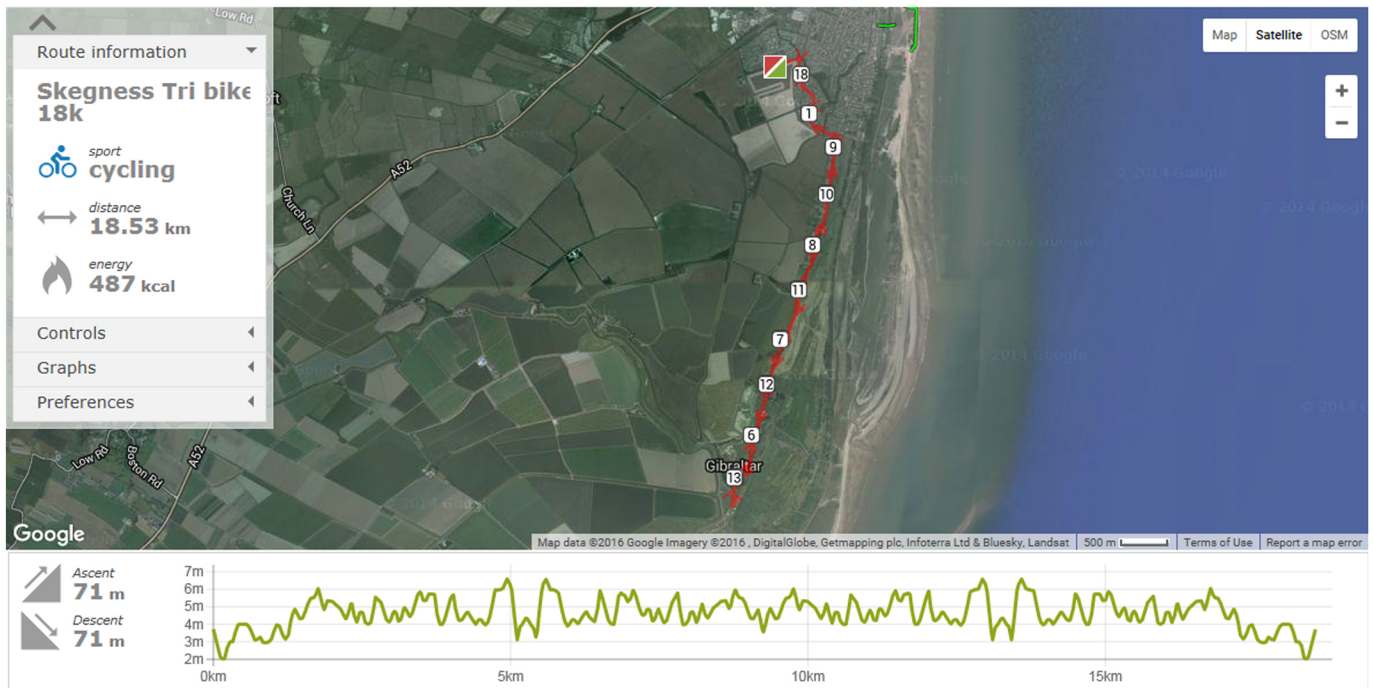 Low Rd
Map
Satellite
OSM
Route information
Skegness Tri bike
18k
oft
sport
cycling
distance
18.53 km
energy
487 kcal
Controls
Graphs
Preferences
+
−
A52
Church Ln
18
1
9
10
8
11
7
12
6
Gibraltar
13
© 2014 Google
© 2014 Google
© 2014 Google
© 2014 Google
Low Rd
Boston Rd
A52
Google
Map data ©2016 Google Imagery ©2016 , DigitalGlobe, Getmapping plc, Infoterra Ltd & Bluesky, Landsat
500 m
Terms of Use
Report a map error
Ascent
71 m
Descent
71 m
7m
6m
5m
4m
3m
2m
0km
5km
10km
15km